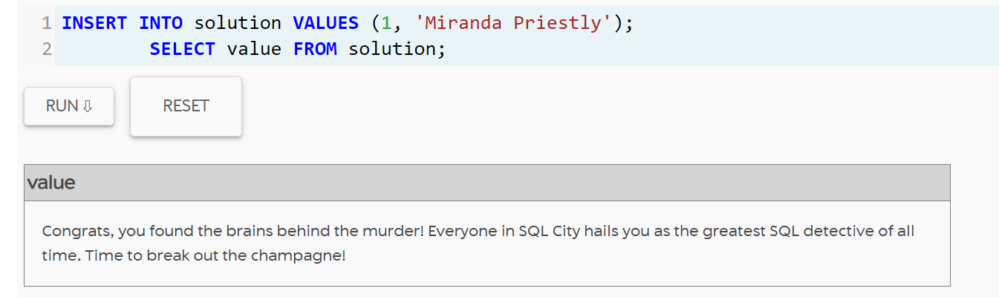 1 INSERT INTO solution VALUES (1, 'Miranda Priestly');
2 SELECT value FROM solution;
RUN ⇩ RESET
value
Congrats, you found the brains behind the murder! Everyone in SQL City hails you as the greatest SQL detective of all
time. Time to break out the champagne!